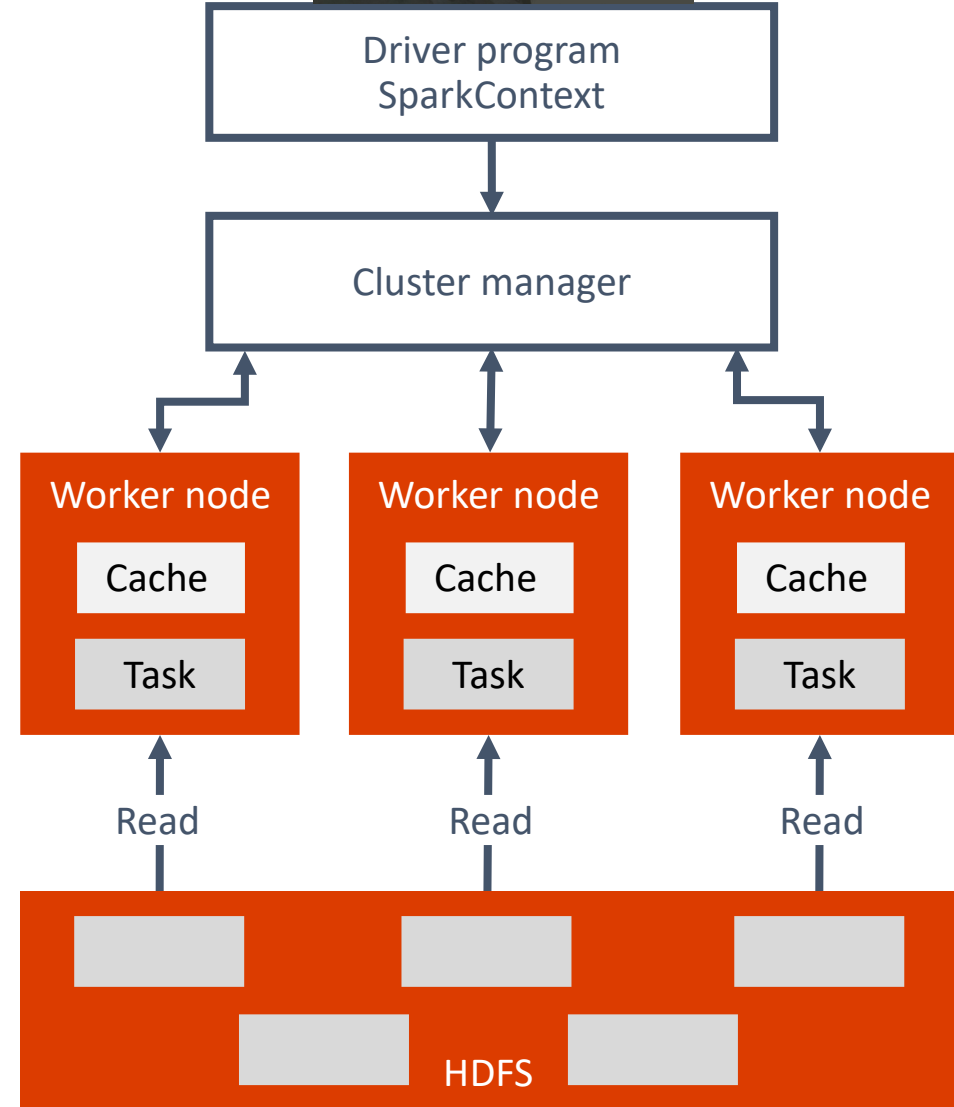 Driver program
SparkContext
Cluster manager
Worker node
Worker node
Worker node
Cache
Cache
Cache
Task
Task
Task
Read
Read
Read
HDFS